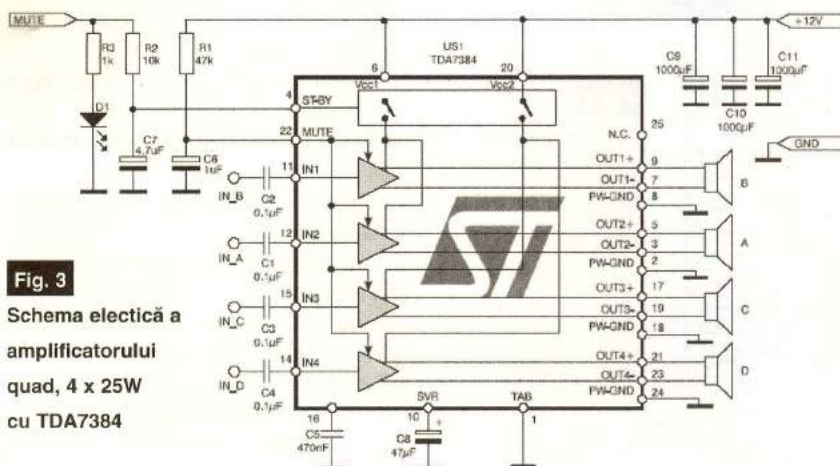 MUTE
+12V
R3
1k
R2
10k
R1
47k
D1
C7
4.7µF
C6
1uF
US1
TDA7384
6
20
Vcc1
Vcc2
4
ST-BY
22
MUTE
C9
1000µF
C10
1000µF
C11
1000µF
GND
N.C.
25
11
IN1
IN_B
C2
0.1µF
OUT1+
9
OUT1-
7
PW-GND
8
B
12
IN2
IN_A
C1
0.1µF
OUT2+
5
OUT2-
3
PW-GND
2
A
15
IN3
IN_C
C3
0.1µF
OUT3+
17
OUT3-
19
PW-GND
18
C
14
IN4
IN_D
C4
0.1µF
OUT4+
21
OUT4-
23
PW-GND
24
D
ST
SVR
TAB
16
10
1
C5
470nF
C8
47µF
+
Fig. 3
Schema electică a
amplificatorului
quad, 4 x 25W
cu TDA7384